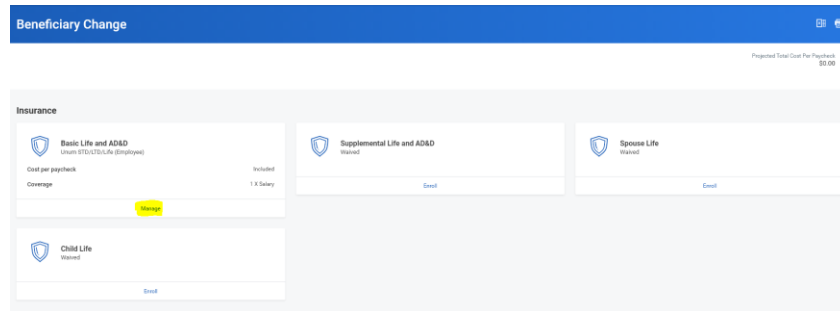 Beneficiary Change
Projected Total Cost Per Paycheck
$0.00
Insurance
Basic Life and AD&D
Unum STD/LTD/Life (Employee)
Cost per paycheck Included
Coverage 1 X Salary
Manage
Supplemental Life and AD&D
Waived
Enroll
Spouse Life
Waived
Enroll
Child Life
Waived
Enroll